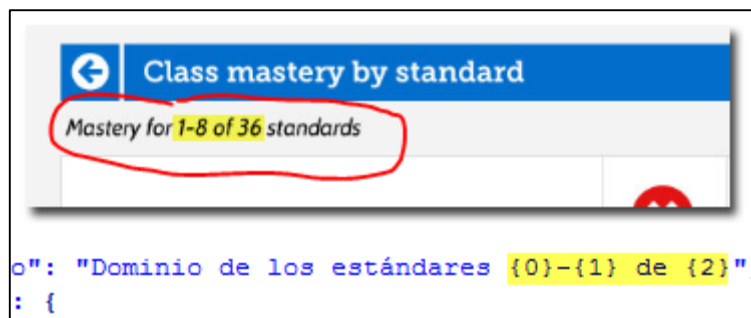 Class mastery by standard
Mastery for 1-8 of 36 standards
o": "Dominio de los estándares {0}-{1} de {2}",
: {